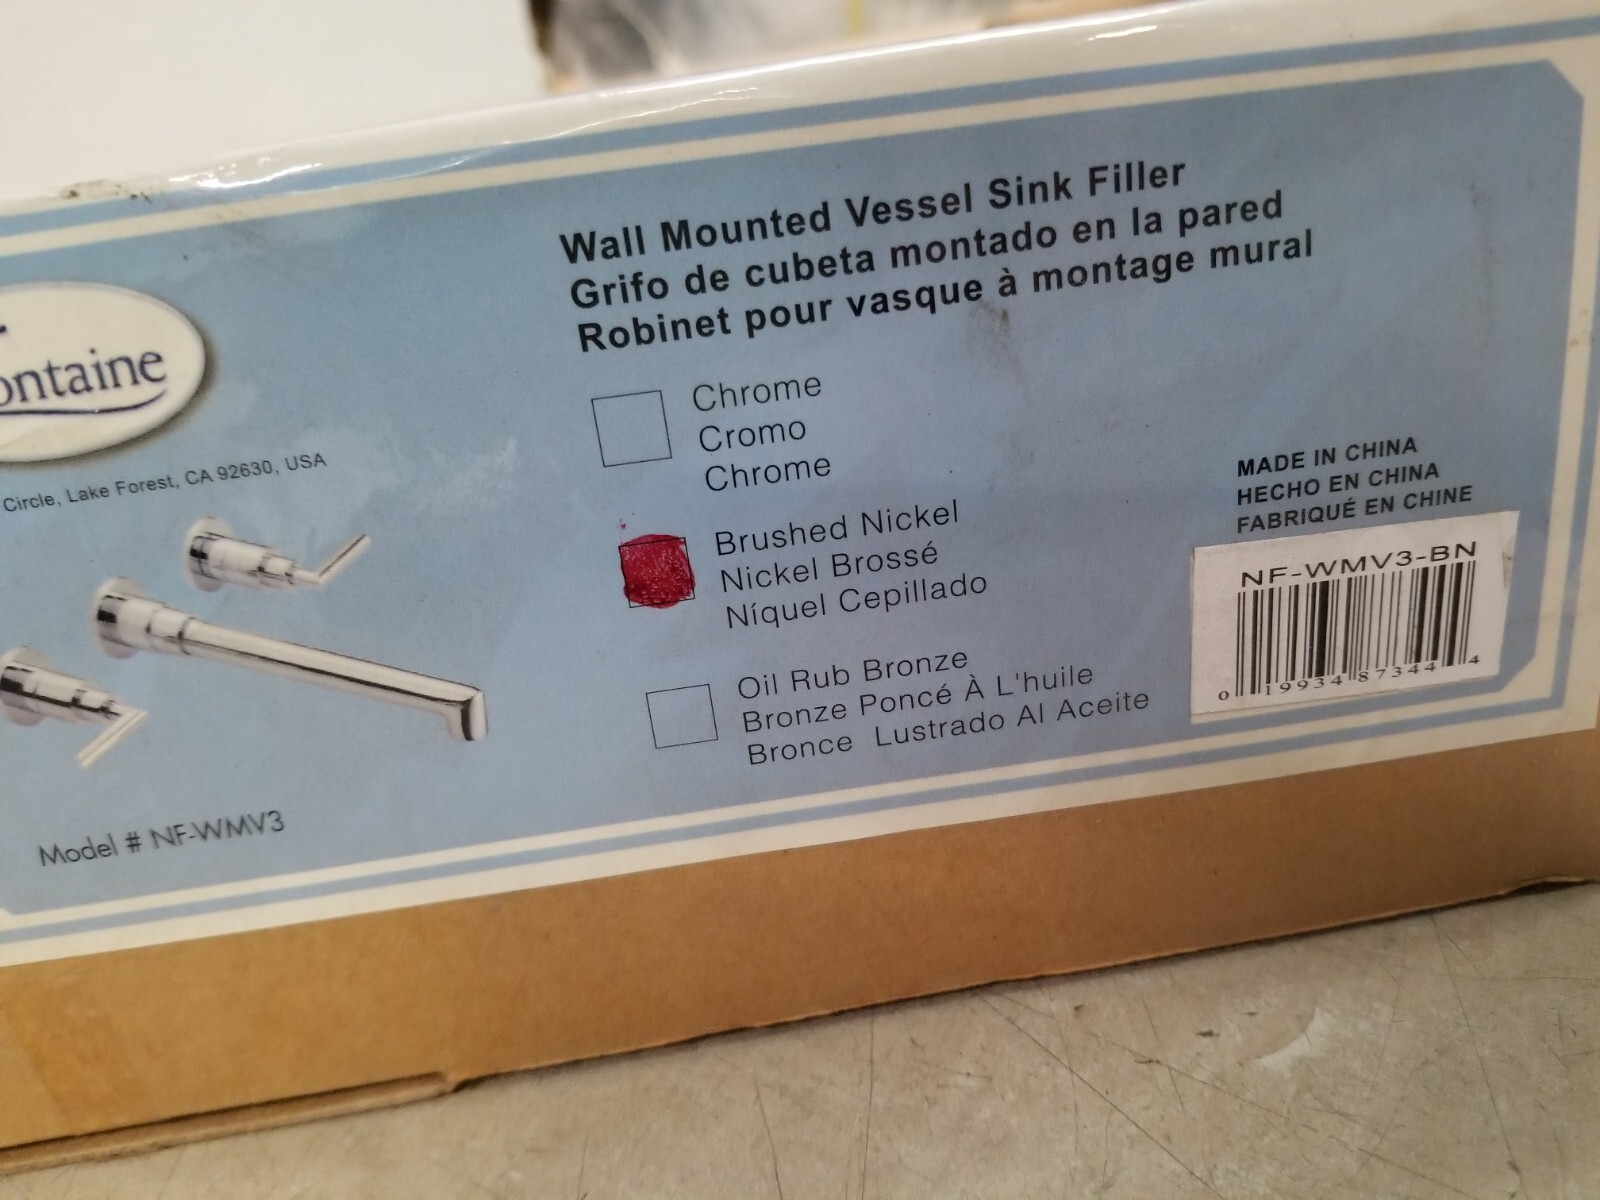 ontaine
Circle, Lake Forest, CA 92630, USA
Model # NF-WMV3
Wall Mounted Vessel Sink Filler
Grifo de cubeta montado en la pared
Robinet pour vasque à montage mural
Chrome
Cromo
Chrome
Brushed Nickel
Nickel Brossé
Níquel Cepillado
Oil Rub Bronze
Bronze Poncé À L'huile
Bronce Lustrado Al Aceite
MADE IN CHINA
HECHO EN CHINA
FABRIQUÉ EN CHINE
NF-WMV3-BN
0 19934 87344 4